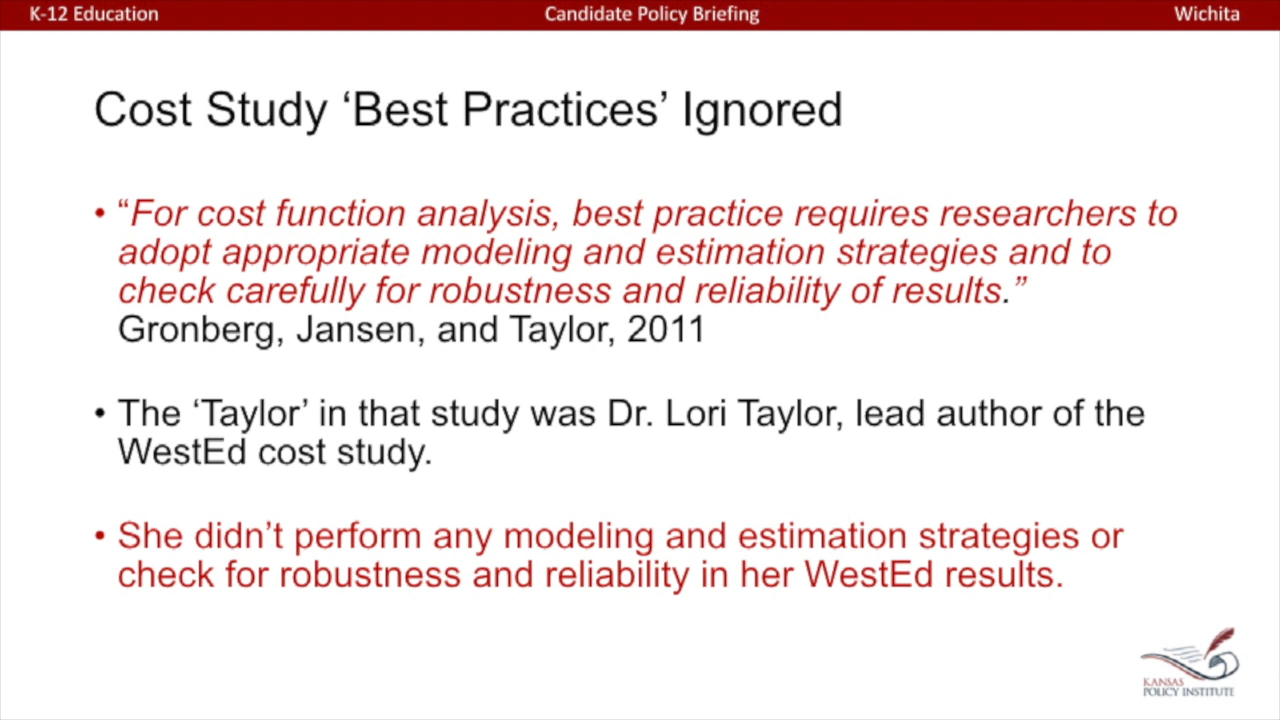 K-12 Education
Candidate Policy Briefing
Wichita
Cost Study ‘Best Practices’ Ignored
• “For cost function analysis, best practice requires researchers to
adopt appropriate modeling and estimation strategies and to
check carefully for robustness and reliability of results.”
Gronberg, Jansen, and Taylor, 2011
• The ‘Taylor’ in that study was Dr. Lori Taylor, lead author of the
WestEd cost study.
• She didn’t perform any modeling and estimation strategies or
check for robustness and reliability in her WestEd results.
KANSAS
POLICY INSTITUTE